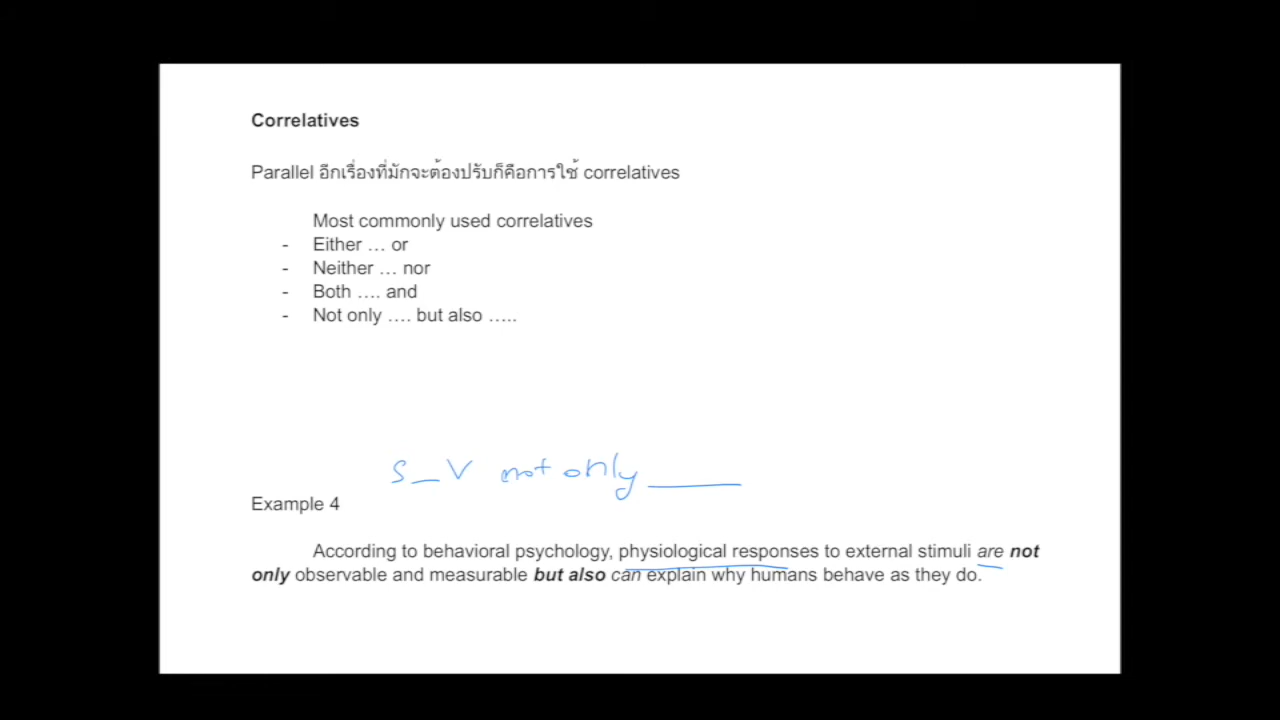 Correlatives
Parallel อีกเรื่องที่มักจะต้องปรับก็คือการใช้ correlatives
Most commonly used correlatives
- Either … or
- Neither … nor
- Both …. and
- Not only …. but also …..
S _ V not only ____
Example 4
According to behavioral psychology, physiological responses to external stimuli are not
only observable and measurable but also can explain why humans behave as they do.